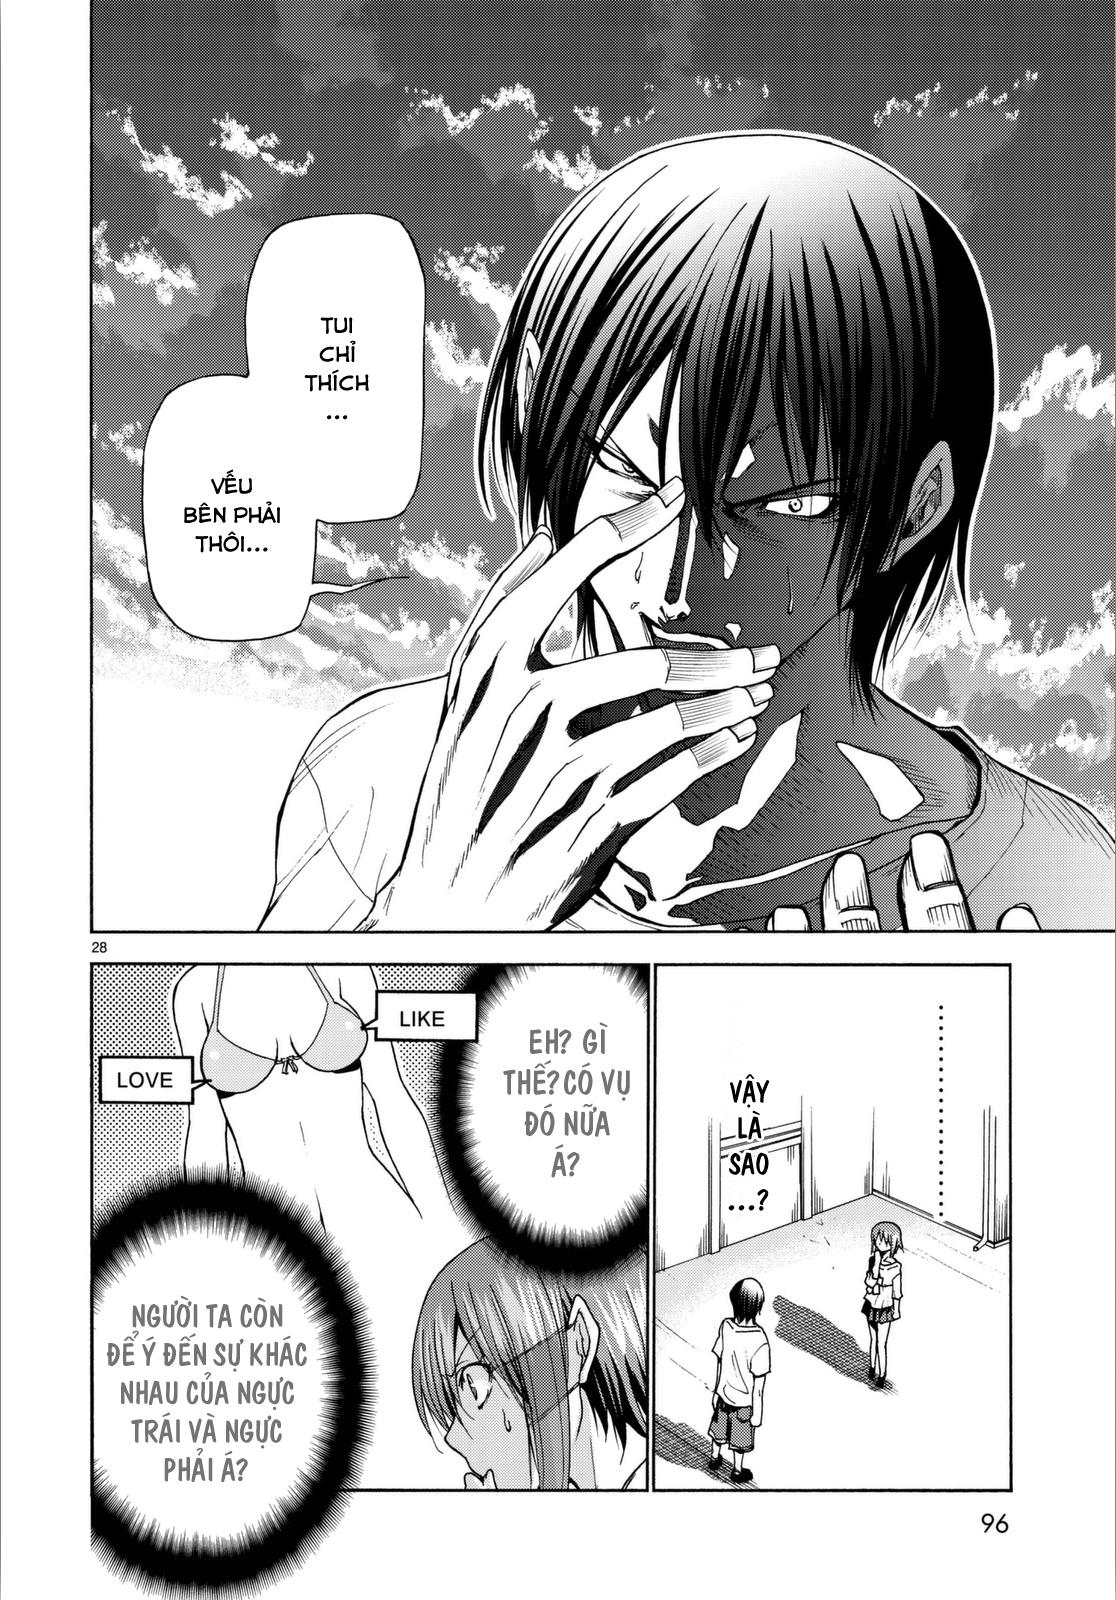 TUI
CHỈ
THÍCH
...
VẾU
BÊN PHẢI
THÔI...
28
VẬY
LÀ
SAO
...?
EH? GÌ
THẾ? CÓ VỤ
ĐÓ NỮA
Á?
LIKE
LOVE
NGƯỜI TA CÒN
ĐỂ Ý ĐẾN SỰ KHÁC
NHAU CỦA NGỰC
TRÁI VÀ NGỰC
PHẢI Á?
96